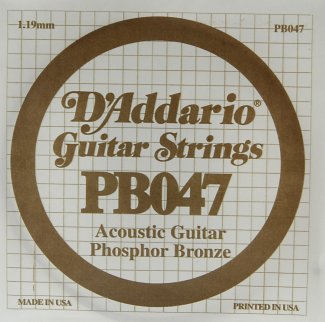 1.19mm PB047
D'Addario®
Guitar Strings
PB047
Acoustic Guitar
Phosphor Bronze
MADE IN USA PRINTED IN USA